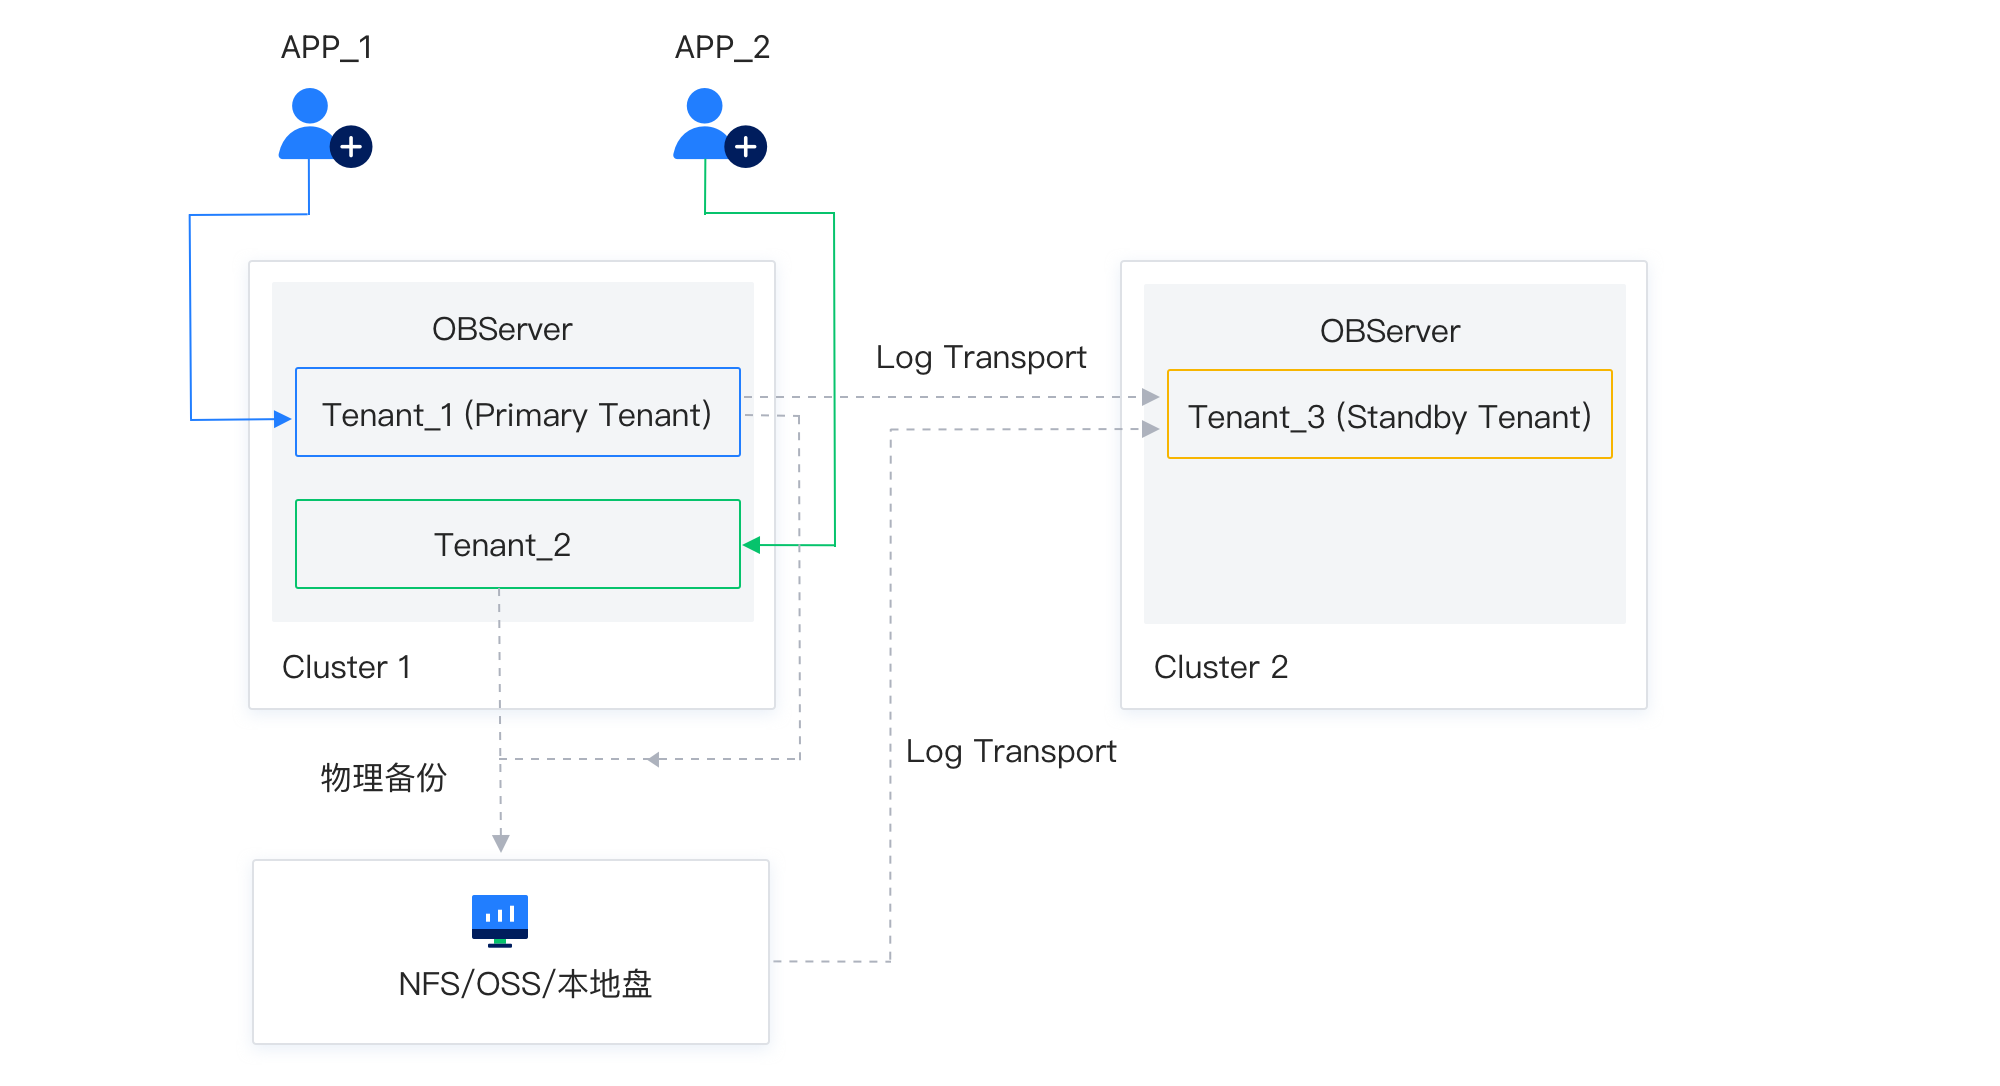 APP_1
APP_2
OBServer
Tenant_1 (Primary Tenant)
Tenant_2
Cluster 1
Log Transport
OBServer
Tenant_3 (Standby Tenant)
Cluster 2
Log Transport
物理备份
NFS/OSS/本地盘